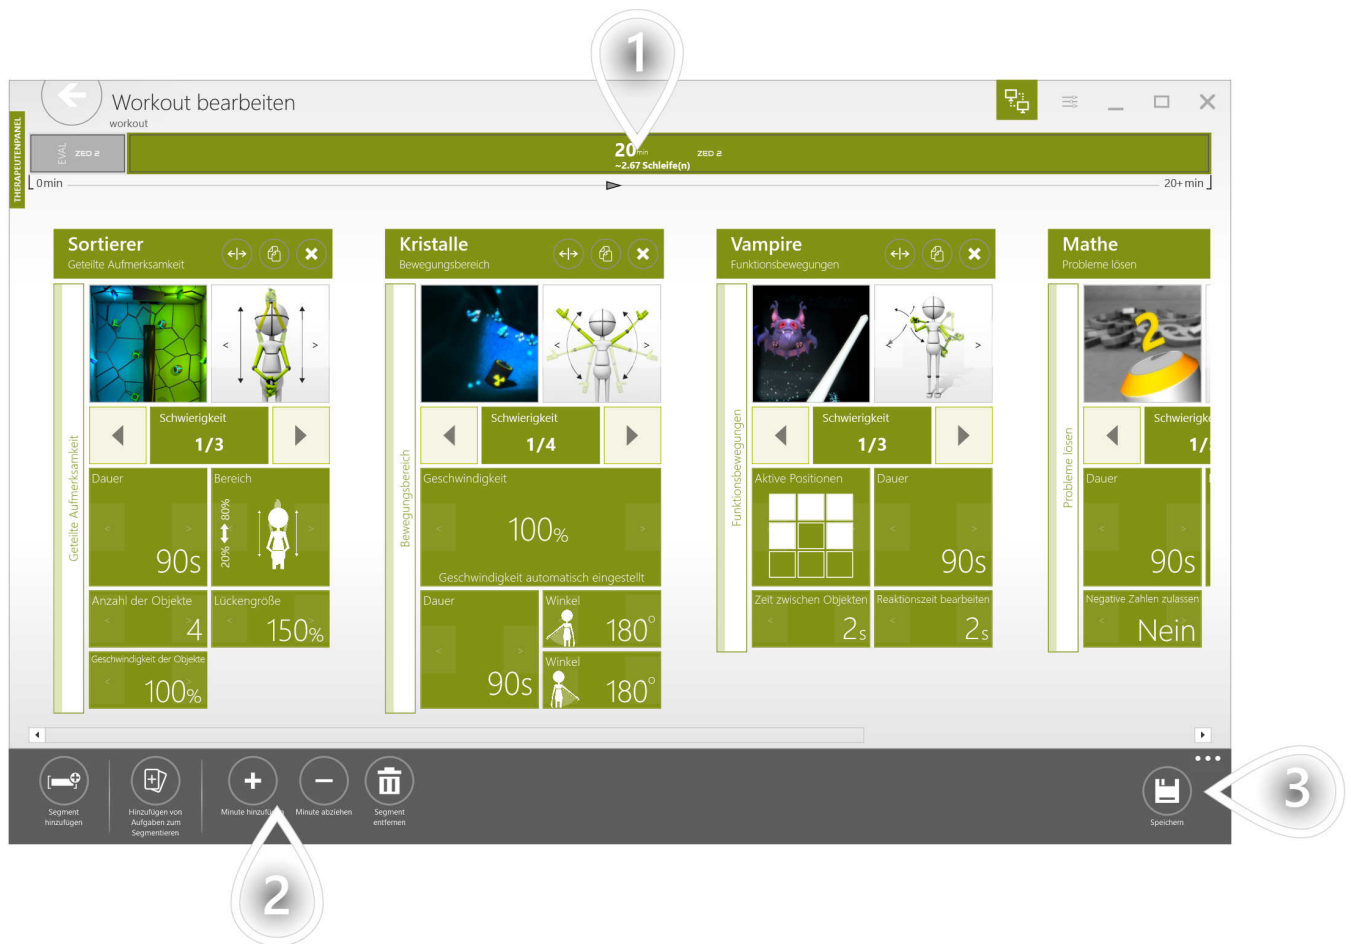 1
Workout bearbeiten
workout
THERAPEUTENPANEL
EVAL
ZED 2
20min
ZED 2
~2.67 Schleife(n)
0min
20+ min
Sortierer
Geteilte Aufmerksamkeit
Geteilte Aufmerksamkeit
Schwierigkeit
1/3
Dauer
90s
Bereich
20% 80%
Anzahl der Objekte
4
Lückengröße
150%
Geschwindigkeit der Objekte
100%
Kristalle
Bewegungsbereich
Bewegungsbereich
Schwierigkeit
1/4
Geschwindigkeit
100%
Geschwindigkeit automatisch eingestellt
Dauer
90s
Winkel
180°
Winkel
180°
Vampire
Funktionsbewegungen
Funktionsbewegungen
Schwierigkeit
1/3
Aktive Positionen
Dauer
90s
Zeit zwischen Objekten
2s
Reaktionszeit bearbeiten
2s
Mathe
Probleme lösen
Probleme lösen
2
1/
Dauer
90s
Negative Zahlen zulassen
Nein
Segment
hinzufügen
Hinzufügen von
Aufgaben zum
Segmentieren
Minute hinzufügen
Minute abziehen
Segment
entfernen
Speichern
2
3